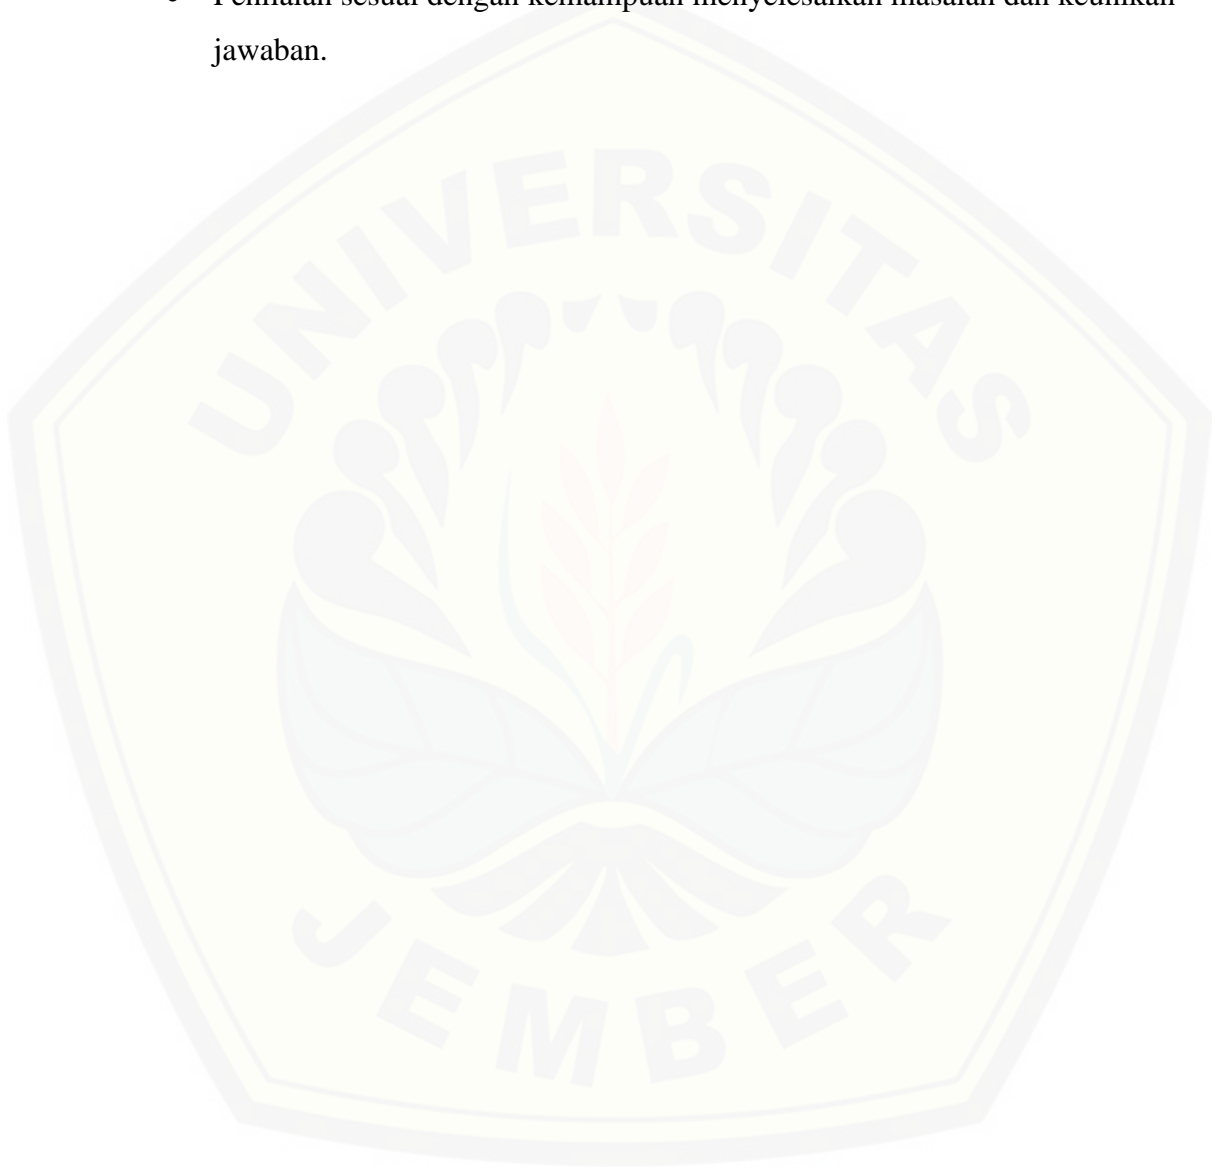 • Penilaian sesuai dengan kemampuan menyelesaikan masalah dan keunikan
jawaban.
UNIVERSITAS
JEMBER